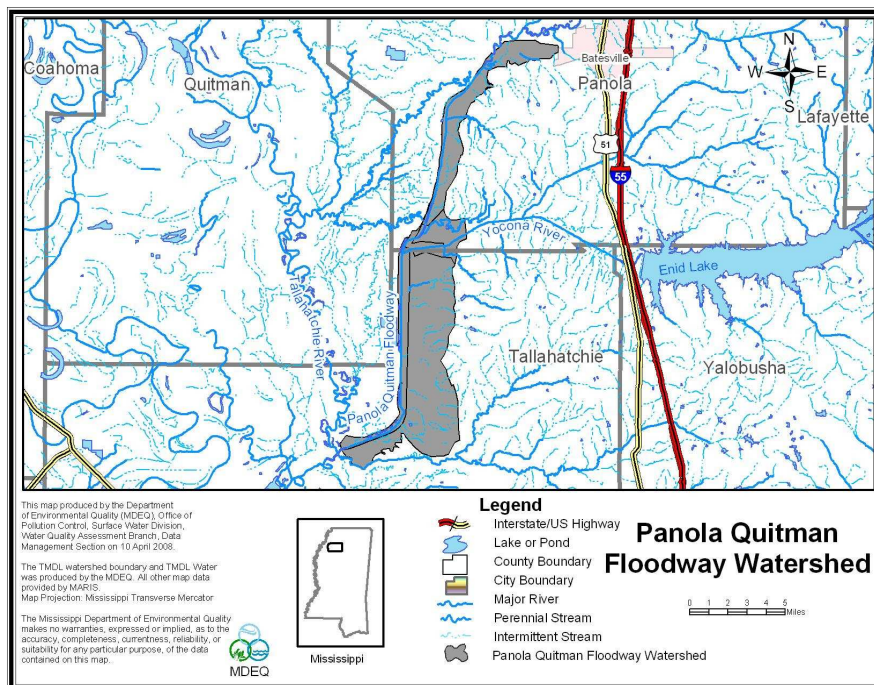 Coahoma
Quitman
Batesville
Panola
N
W E
S
Lafayette
51
55
Yocona River
Enid Lake
Tallahatchie River
Panola Quitman Floodway
Tallahatchie
Yalobusha
This map produced by the Department
of Environmental Quality (MDEQ), Office of
Pollution Control, Surface Water Division,
Water Quality Assessment Branch, Data
Management Section on 10 April 2008.
The TMDL watershed boundary and TMDL Water
was produced by the MDEQ. All other map data
provided by MARIS.
Map Projection: Mississippi Transverse Mercator
The Mississippi Department of Environmental Quality
makes no warranties, expressed or implied, as to the
accuracy, completeness, currentness, reliability, or
suitability for any particular purpose, of the data
contained on this map.
MDEQ
Mississippi
Legend
Interstate/US Highway
Lake or Pond
County Boundary
City Boundary
Major River
Perennial Stream
Intermittent Stream
Panola Quitman Floodway Watershed
Panola Quitman
Floodway Watershed
0 1 2 3 4 5
Miles